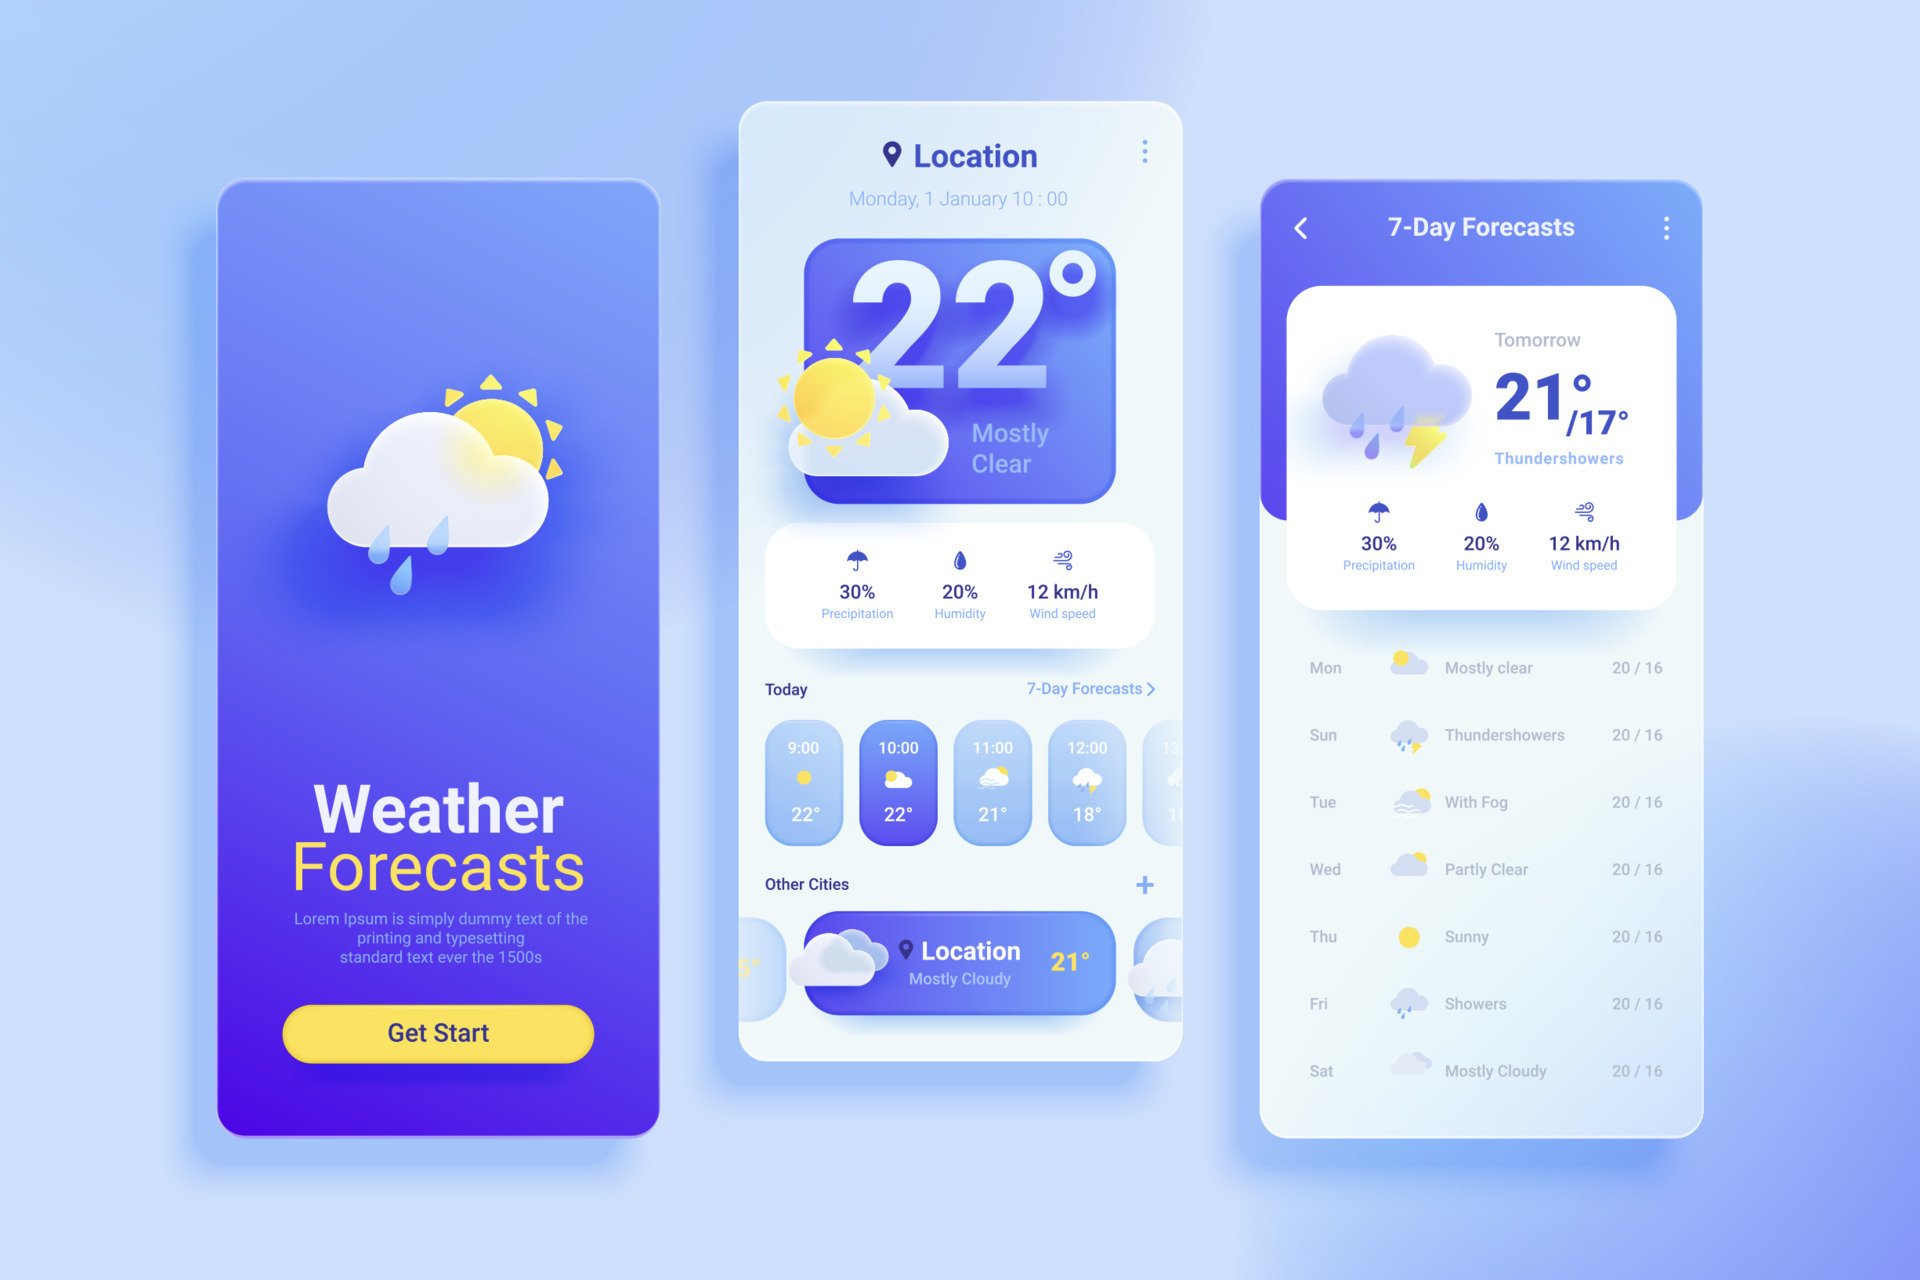 Weather
Forecasts
Lorem Ipsum is simply dummy text of the
printing and typesetting
standard text ever the 1500s
Get Start
Location
Monday, 1 January 10 : 00
22°
Mostly
Clear
30% 20% 12 km/h
Precipitation Humidity Wind speed
Today 7-Day Forecasts
9:00 10:00 11:00 12:00
22° 22° 21° 18°
Other Cities +
Location
Mostly Cloudy
21°
7-Day Forecasts
Tomorrow
21°/17°
Thundershowers
30% 20% 12 km/h
Precipitation Humidity Wind speed
Mon Mostly clear 20 / 16
Sun Thundershowers 20 / 16
Tue With Fog 20 / 16
Wed Partly Clear 20 / 16
Thu Sunny 20 / 16
Fri Showers 20 / 16
Sat Mostly Cloudy 20 / 16